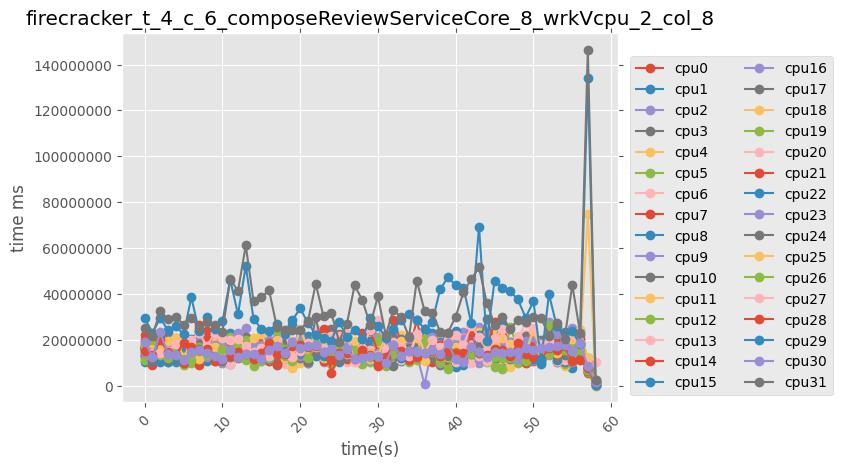 firecracker_t_4_c_6_composeReviewServiceCore_8_wrkVcpu_2_col_8
time ms
140000000
120000000
100000000
80000000
60000000
40000000
20000000
0
0 10 20 30 40 50 60
time(s)
cpu0 cpu16
cpu1 cpu17
cpu2 cpu18
cpu3 cpu19
cpu4 cpu20
cpu5 cpu21
cpu6 cpu22
cpu7 cpu23
cpu8 cpu24
cpu9 cpu25
cpu10 cpu26
cpu11 cpu27
cpu12 cpu28
cpu13 cpu29
cpu14 cpu30
cpu15 cpu31